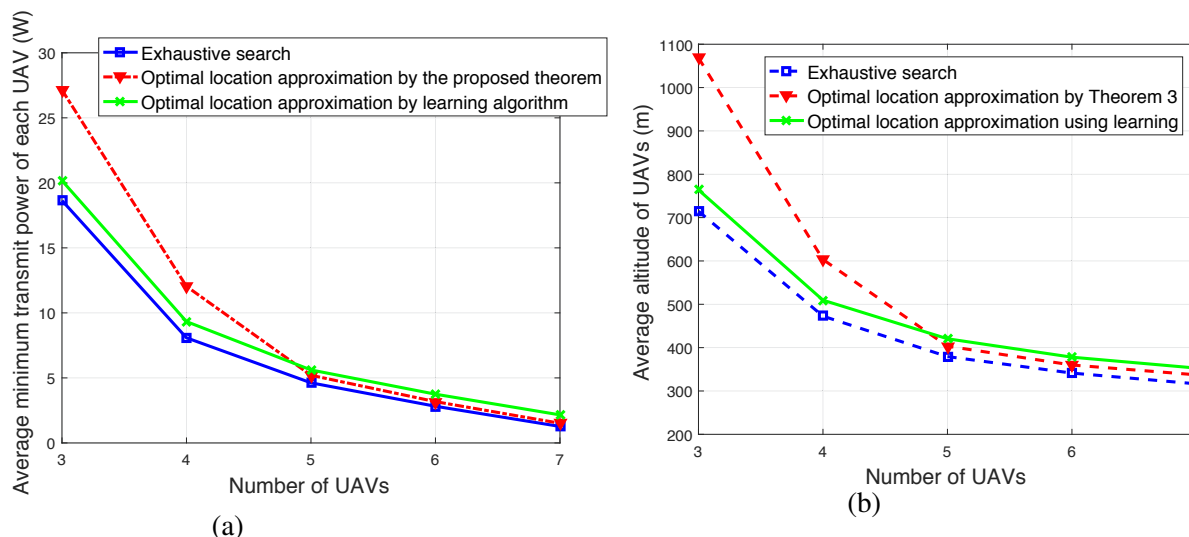 Average minimum transmit power of each UAV (W)
30
25
20
15
10
5
0
Exhaustive search
Optimal location approximation by the proposed theorem
Optimal location approximation by learning algorithm
3 4 5 6 7
Number of UAVs
(a)
Average altitude of UAVs (m)
1100
1000
900
800
700
600
500
400
300
200
Exhaustive search
Optimal location approximation by Theorem 3
Optimal location approximation using learning
3 4 5 6
Number of UAVs
(b)